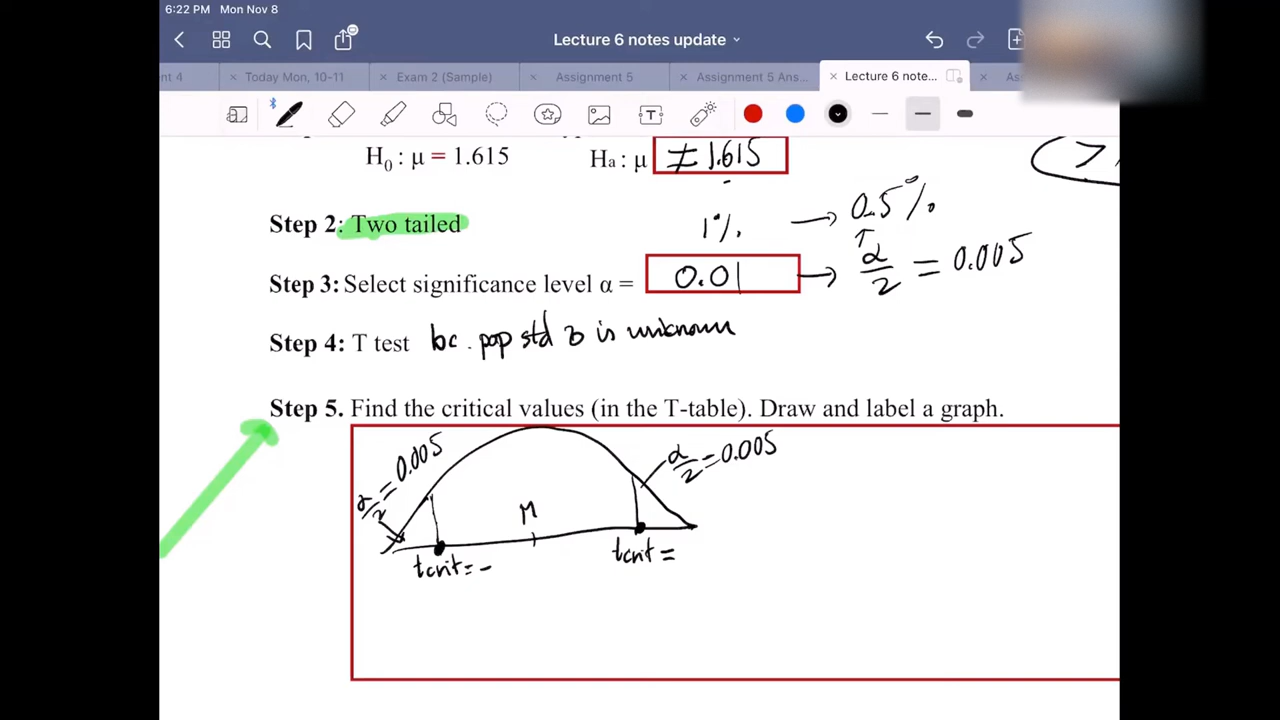 6:22 PM Mon Nov 8
Lecture 6 notes update
nt 4
Today Mon, 10-11
Exam 2 (Sample)
Assignment 5
Assignment 5 Ans...
Lecture 6 note...
H₀ : μ = 1.615 Hₐ : μ ≠ 1.615
>
Step 2: Two tailed 1% → 0.5%
Step 3: Select significance level α = 0.01 → α/2 = 0.005
Step 4: T test bc. pop std σ is unknown
Step 5. Find the critical values (in the T-table). Draw and label a graph.
α/2 = 0.005
α/2 = 0.005
M
tcrit = -
tcrit =